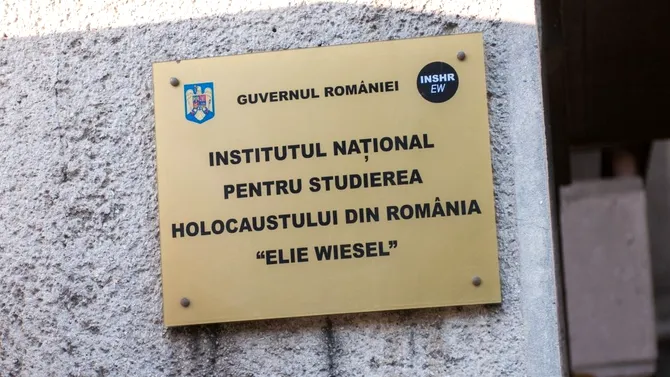 GUVERNUL ROMÂNIEI
INSHR
EW
INSTITUTUL NAȚIONAL
PENTRU STUDIEREA
HOLOCAUSTULUI DIN ROMÂNIA
“ELIE WIESEL”